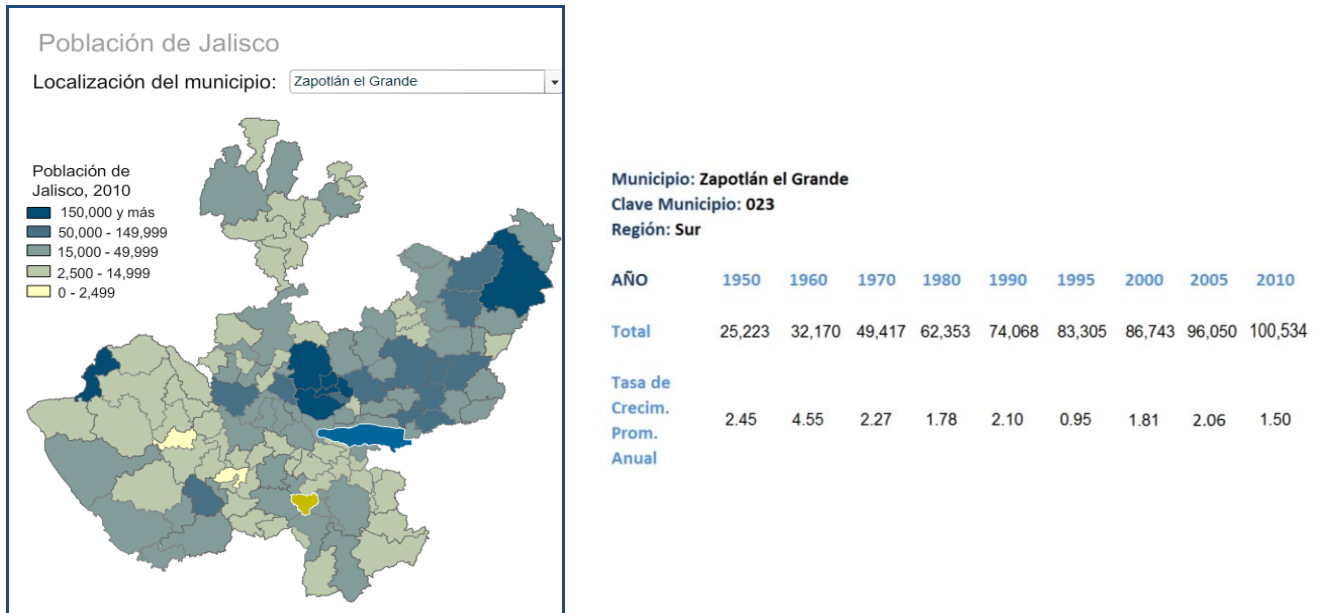 Población de Jalisco
Localización del municipio: Zapotlán el Grande
Población de
Jalisco, 2010
150,000 y más
50,000 - 149,999
15,000 - 49,999
2,500 - 14,999
0 - 2,499
Municipio: Zapotlán el Grande
Clave Municipio: 023
Región: Sur
AÑO 1950 1960 1970 1980 1990 1995 2000 2005 2010
Total 25,223 32,170 49,417 62,353 74,068 83,305 86,743 96,050 100,534
Tasa de
Crecim.
Prom.
Anual
2.45 4.55 2.27 1.78 2.10 0.95 1.81 2.06 1.50